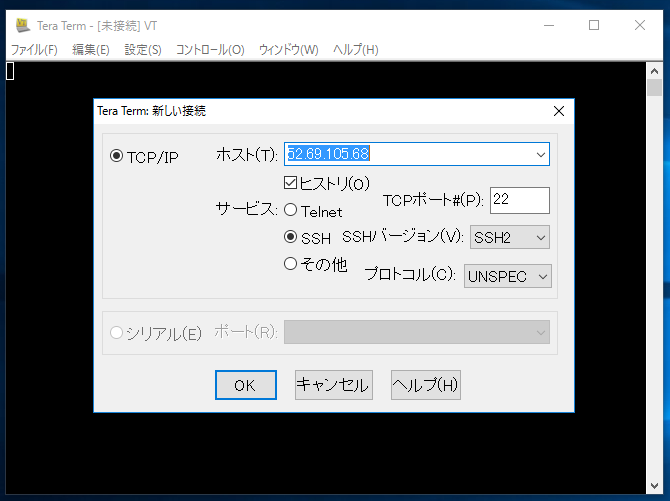 Tera Term - [未接続] VT
ファイル(F) 編集(E) 設定(S) コントロール(O) ウィンドウ(W) ヘルプ(H)
Tera Term: 新しい接続
TCP/IP ホスト(T): 52.69.105.68
ヒストリ(O)
サービス: Telnet TCPポート#(P): 22
SSH SSHバージョン(V): SSH2
その他 プロトコル(C): UNSPEC
シリアル(E) ポート(R):
OK キャンセル ヘルプ(H)